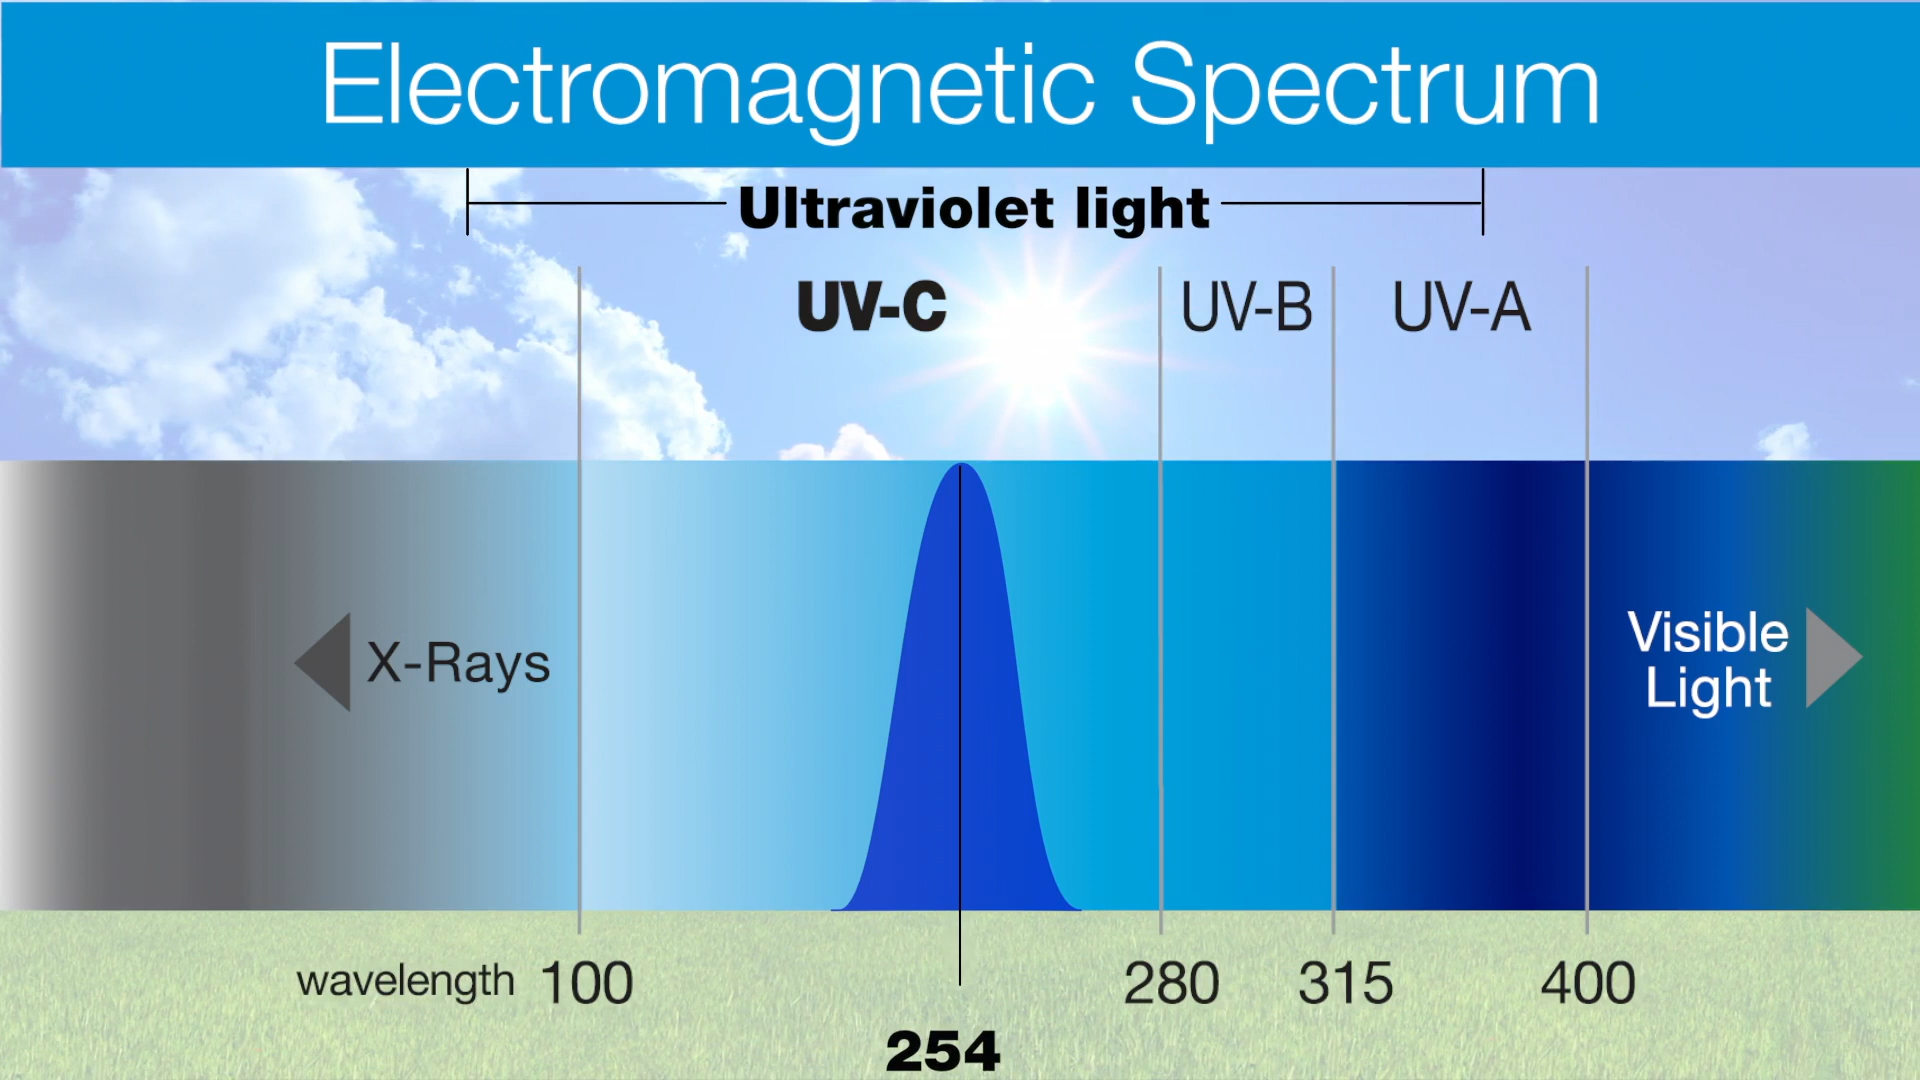 Electromagnetic Spectrum
Ultraviolet light
UV-C UV-B UV-A
X-Rays
Visible
Light
wavelength 100 280 315 400
254